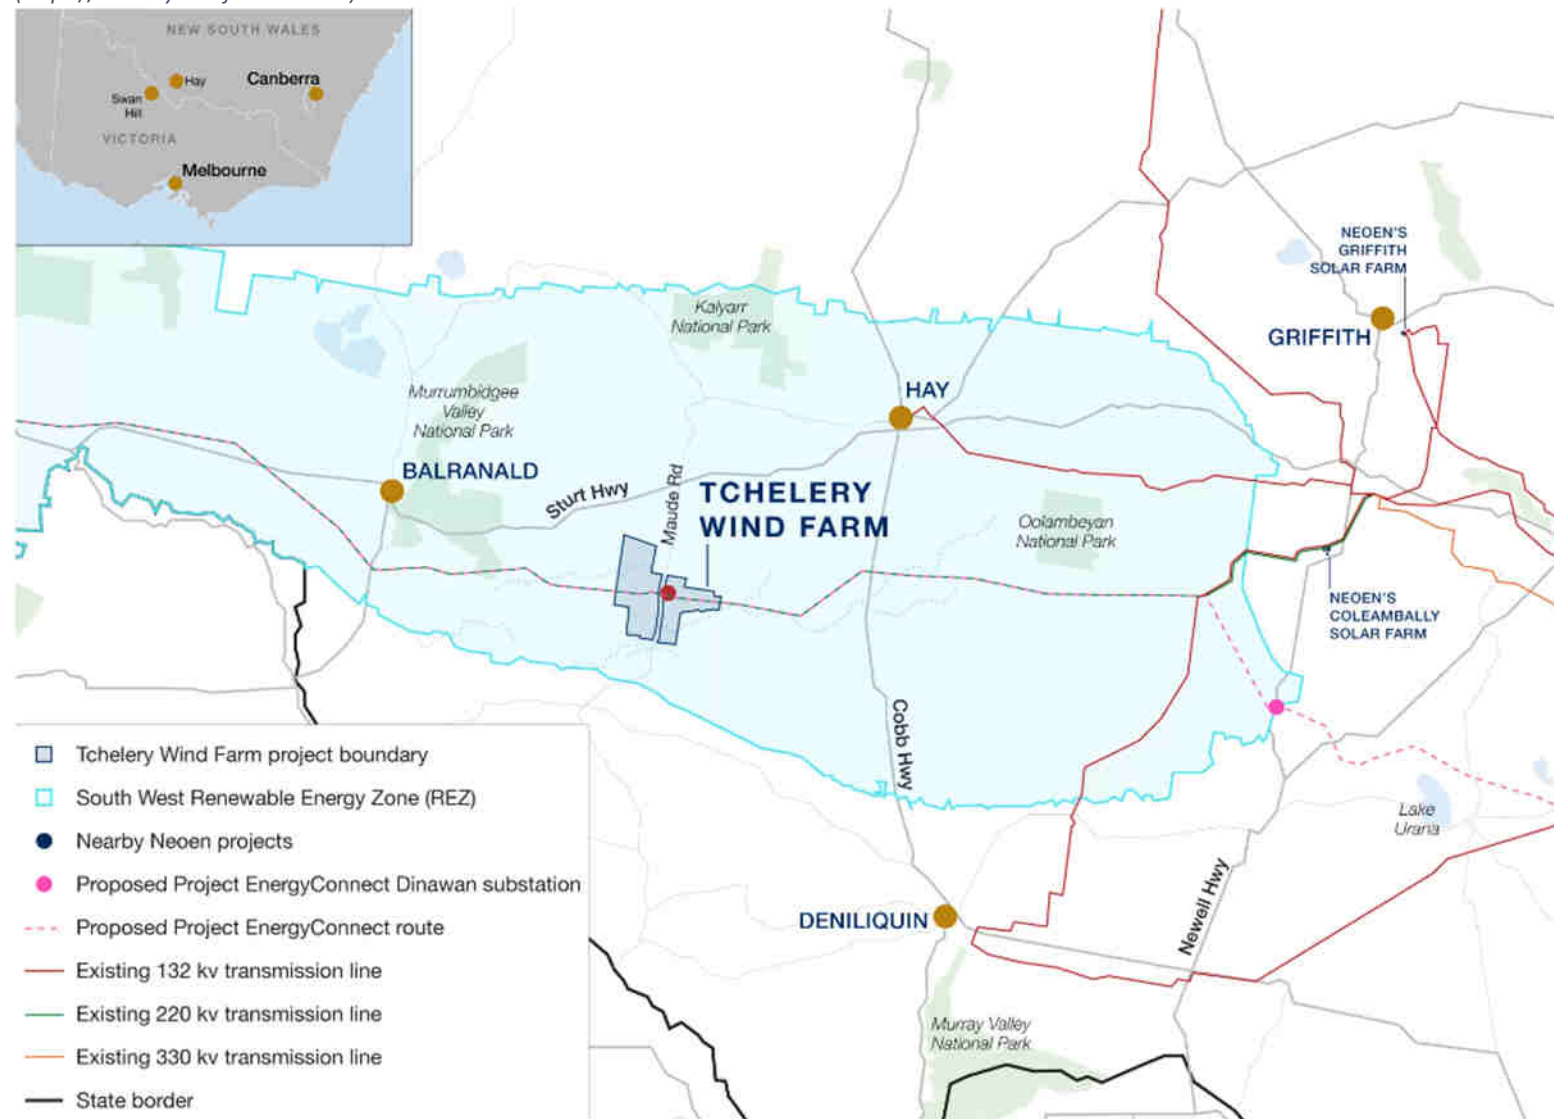 NEW SOUTH WALES
Hay
Canberra
Swan
Hill
VICTORIA
Melbourne
NEOEN'S
GRIFFITH
SOLAR FARM
Kalyarr
National Park
GRIFFITH
HAY
Murrumbidgee
Valley
National Park
BALRANALD
Sturt Hwy
Maude Rd
TCHELERY
WIND FARM
Oolambeyan
National Park
NEOEN'S
COLEAMBALLY
SOLAR FARM
Cobb Hwy
Lake
Urana
Newell Hwy
DENILIQUIN
Murray Valley
National Park
Tchelery Wind Farm project boundary
South West Renewable Energy Zone (REZ)
Nearby Neoen projects
Proposed Project EnergyConnect Dinawan substation
Proposed Project EnergyConnect route
Existing 132 kv transmission line
Existing 220 kv transmission line
Existing 330 kv transmission line
State border